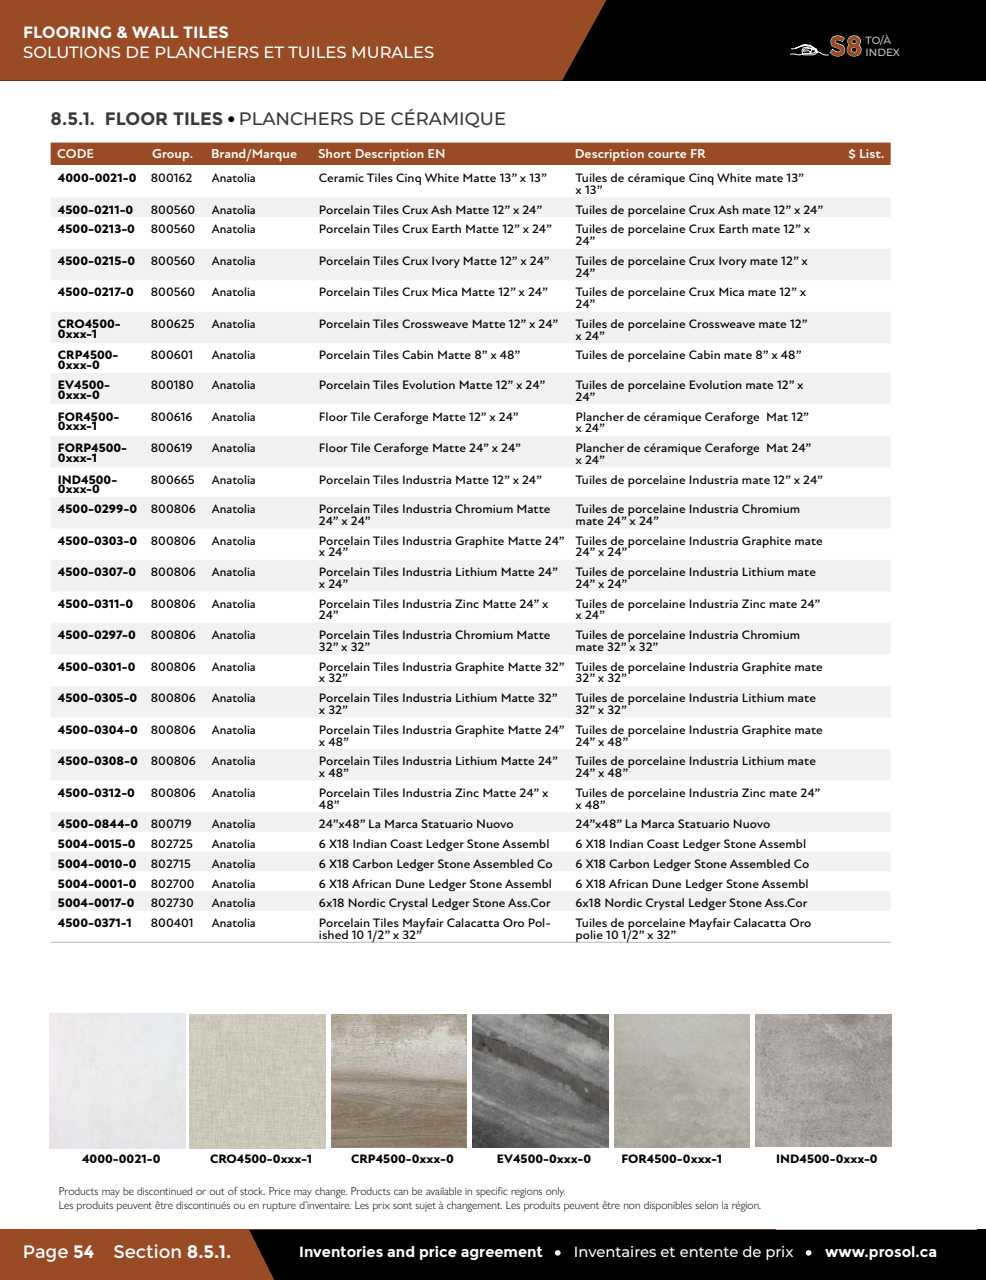 FLOORING & WALL TILES
SOLUTIONS DE PLANCHERS ET TUILES MURALES
S8 TO/À
INDEX
8.5.1. FLOOR TILES • PLANCHERS DE CÉRAMIQUE
CODE Group. Brand/Marque Short Description EN Description courte FR $ List.
4000-0021-0 800162 Anatolia Ceramic Tiles Cinq White Matte 13” x 13” Tuiles de céramique Cinq White mate 13”
x 13”
4500-0211-0 800560 Anatolia Porcelain Tiles Crux Ash Matte 12” x 24” Tuiles de porcelaine Crux Ash mate 12” x 24”
4500-0213-0 800560 Anatolia Porcelain Tiles Crux Earth Matte 12” x 24” Tuiles de porcelaine Crux Earth mate 12” x
24”
4500-0215-0 800560 Anatolia Porcelain Tiles Crux Ivory Matte 12” x 24” Tuiles de porcelaine Crux Ivory mate 12” x
24”
4500-0217-0 800560 Anatolia Porcelain Tiles Crux Mica Matte 12” x 24” Tuiles de porcelaine Crux Mica mate 12” x
24”
CRO4500- 800625 Anatolia Porcelain Tiles Crossweave Matte 12” x 24” Tuiles de porcelaine Crossweave mate 12”
0xxx-1 x 24”
CRP4500- 800601 Anatolia Porcelain Tiles Cabin Matte 8” x 48” Tuiles de porcelaine Cabin mate 8” x 48”
0xxx-0
EV4500- 800180 Anatolia Porcelain Tiles Evolution Matte 12” x 24” Tuiles de porcelaine Evolution mate 12” x
0xxx-0 24”
FOR4500- 800616 Anatolia Floor Tile Ceraforge Matte 12” x 24” Plancher de céramique Ceraforge Mat 12”
0xxx-1 x 24”
FORP4500- 800619 Anatolia Floor Tile Ceraforge Matte 24” x 24” Plancher de céramique Ceraforge Mat 24”
0xxx-1 x 24”
IND4500- 800665 Anatolia Porcelain Tiles Industria Matte 12” x 24” Tuiles de porcelaine Industria mate 12” x 24”
0xxx-0
4500-0299-0 800806 Anatolia Porcelain Tiles Industria Chromium Matte Tuiles de porcelaine Industria Chromium
24” x 24” mate 24” x 24”
4500-0303-0 800806 Anatolia Porcelain Tiles Industria Graphite Matte 24” Tuiles de porcelaine Industria Graphite mate
x 24” 24” x 24”
4500-0307-0 800806 Anatolia Porcelain Tiles Industria Lithium Matte 24” Tuiles de porcelaine Industria Lithium mate
x 24” 24” x 24”
4500-0311-0 800806 Anatolia Porcelain Tiles Industria Zinc Matte 24” x Tuiles de porcelaine Industria Zinc mate 24”
24” x 24”
4500-0297-0 800806 Anatolia Porcelain Tiles Industria Chromium Matte Tuiles de porcelaine Industria Chromium
32” x 32” mate 32” x 32”
4500-0301-0 800806 Anatolia Porcelain Tiles Industria Graphite Matte 32” Tuiles de porcelaine Industria Graphite mate
x 32” 32” x 32”
4500-0305-0 800806 Anatolia Porcelain Tiles Industria Lithium Matte 32” Tuiles de porcelaine Industria Lithium mate
x 32” 32” x 32”
4500-0304-0 800806 Anatolia Porcelain Tiles Industria Graphite Matte 24” Tuiles de porcelaine Industria Graphite mate
x 48” 24” x 48”
4500-0308-0 800806 Anatolia Porcelain Tiles Industria Lithium Matte 24” Tuiles de porcelaine Industria Lithium mate
x 48” 24” x 48”
4500-0312-0 800806 Anatolia Porcelain Tiles Industria Zinc Matte 24” x Tuiles de porcelaine Industria Zinc mate 24”
48” x 48”
4500-0844-0 800719 Anatolia 24”x48” La Marca Statuario Nuovo 24”x48” La Marca Statuario Nuovo
5004-0015-0 802725 Anatolia 6 X18 Indian Coast Ledger Stone Assembl 6 X18 Indian Coast Ledger Stone Assembl
5004-0010-0 802715 Anatolia 6 X18 Carbon Ledger Stone Assembled Co 6 X18 Carbon Ledger Stone Assembled Co
5004-0001-0 802700 Anatolia 6 X18 African Dune Ledger Stone Assembl 6 X18 African Dune Ledger Stone Assembl
5004-0017-0 802730 Anatolia 6x18 Nordic Crystal Ledger Stone Ass.Cor 6x18 Nordic Crystal Ledger Stone Ass.Cor
4500-0371-1 800401 Anatolia Porcelain Tiles Mayfair Calacatta Oro Pol- Tuiles de porcelaine Mayfair Calacatta Oro
ished 10 1/2” x 32” polie 10 1/2” x 32”
4000-0021-0 CRO4500-0xxx-1 CRP4500-0xxx-0 EV4500-0xxx-0 FOR4500-0xxx-1 IND4500-0xxx-0
Products may be discontinued or out of stock. Price may change. Products can be available in specific regions only.
Les produits peuvent être discontinués ou en rupture d’inventaire. Les prix sont sujet à changement. Les produits peuvent être non disponibles selon la région.
Page 54 Section 8.5.1. Inventories and price agreement • Inventaires et entente de prix • www.prosol.ca